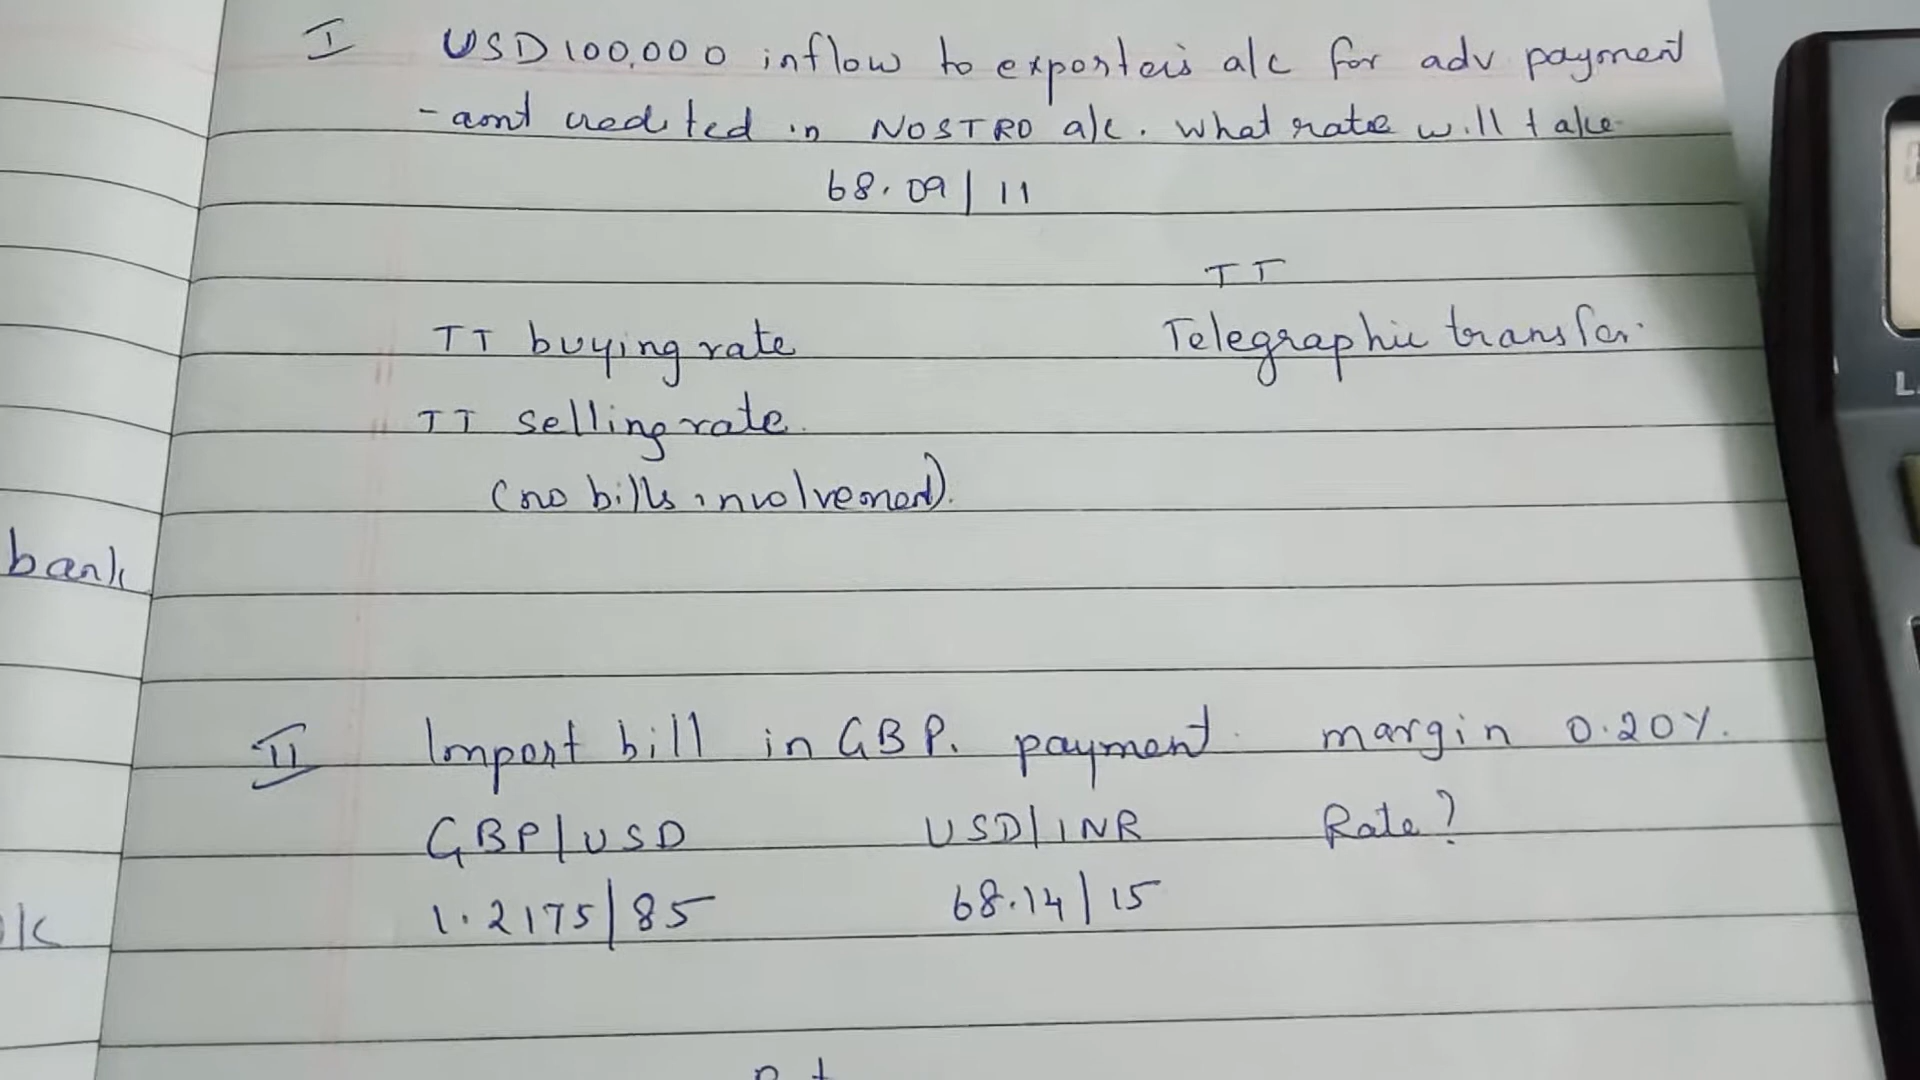 I USD 100,000 inflow to exporters a/c for adv payment
- amt credited in NOSTRO a/c. What rate will take
68.09 | 11
TT
TT buying rate Telegraphic transfer.
TT selling rate.
(no bills involvement).
bank
II Import bill in GBP. payment. margin 0.20%.
GBP/USD USD/INR Rate?
1.2175 | 85 68.14 | 15